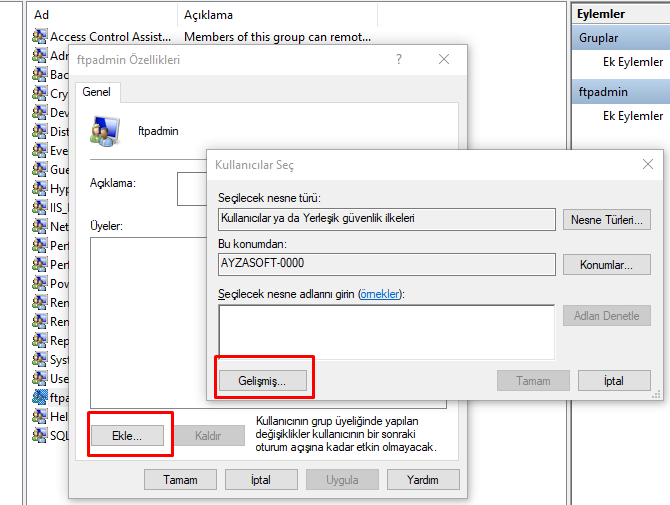 Ad
Açıklama
Eylemler
Access Control Assist...
Members of this group can remot...
Gruplar
Ek Eylemler
ftpadmin
Ek Eylemler
ftpadmin Özellikleri
?
Genel
ftpadmin
Açıklama:
Üyeler:
Ekle...
Kaldır
Kullanıcının grup üyeliğinde yapılan
değişiklikler kullanıcının bir sonraki
oturum açışına kadar etkin olmayacak.
Tamam
İptal
Uygula
Yardım
Kullanıcılar Seç
Seçilecek nesne türü:
Kullanıcılar ya da Yerleşik güvenlik ilkeleri
Nesne Türleri...
Bu konumdan:
AYZASOFT-0000
Konumlar...
Seçilecek nesne adlarını girin (örnekler):
Adları Denetle
Gelişmiş...
Tamam
İptal
Adr
Bac
Cry
Dev
Dist
Eve
Gue
Hyp
IIS_I
Net
Perf
Perf
Pov
Ren
Ren
Rep
Syst
Use
ftpa
Hel
SQL